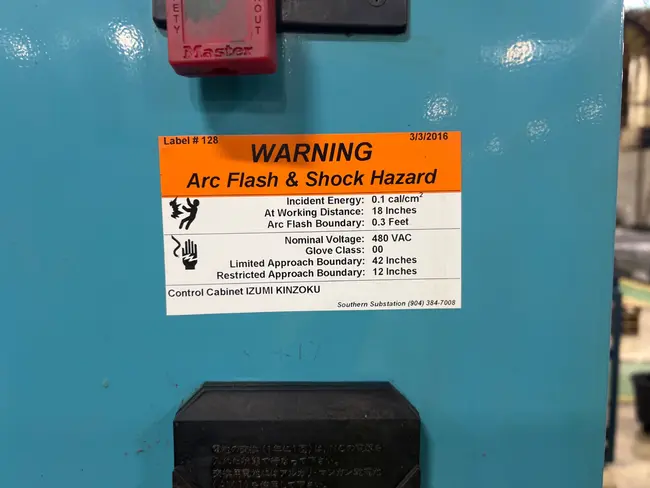 SAFETY
LOCKOUT
Master
Label # 128
3/3/2016
WARNING
Arc Flash & Shock Hazard
Incident Energy: 0.1 cal/cm²
At Working Distance: 18 Inches
Arc Flash Boundary: 0.3 Feet
Nominal Voltage: 480 VAC
Glove Class: 00
Limited Approach Boundary: 42 Inches
Restricted Approach Boundary: 12 Inches
Control Cabinet IZUMI KINZOKU
Southern Substation (904) 384-7008